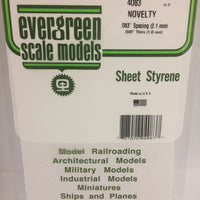 4083
NOVELTY
.083" Spacing (2.1 mm)
.040" Thick (1.0 mm)
evergreen
scale models
Sheet Styrene
Made in U S A
Model Railroading
Architectural Models
Military Models
Industrial Models
Miniatures
Ships and Planes